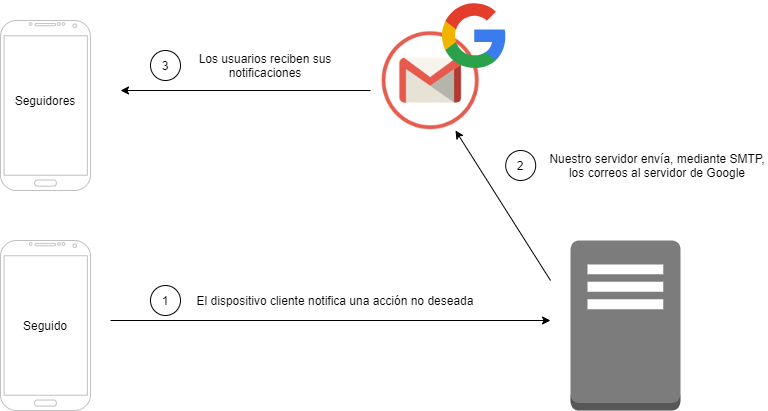 3
Los usuarios reciben sus
notificaciones
Seguidores
2
Nuestro servidor envía, mediante SMTP,
los correos al servidor de Google
1
El dispositivo cliente notifica una acción no deseada
Seguido